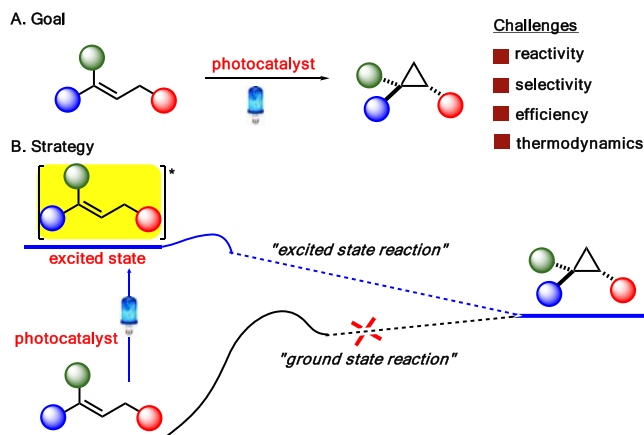 A. Goal
photocatalyst
Challenges
reactivity
selectivity
efficiency
thermodynamics
B. Strategy
*
excited state
"excited state reaction"
photocatalyst
"ground state reaction"